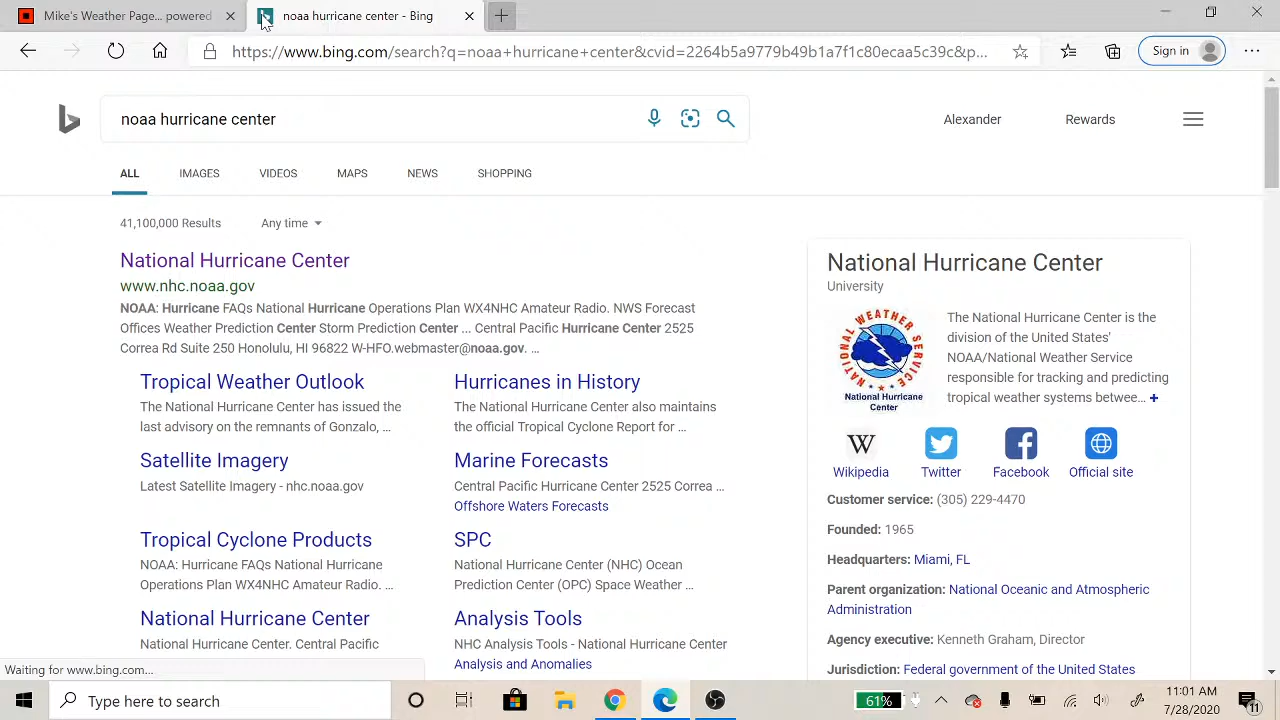 Mike's Weather Page... powered
noaa hurricane center - Bing
https://www.bing.com/search?q=noaa+hurricane+center&cvid=2264b5a9779b49b1a7f1c80ecaa5c39c&p...
Sign in
noaa hurricane center
Alexander
Rewards
ALL
IMAGES
VIDEOS
MAPS
NEWS
SHOPPING
41,100,000 Results
Any time
National Hurricane Center
www.nhc.noaa.gov
NOAA: Hurricane FAQs National Hurricane Operations Plan WX4NHC Amateur Radio. NWS Forecast
Offices Weather Prediction Center Storm Prediction Center ... Central Pacific Hurricane Center 2525
Correa Rd Suite 250 Honolulu, HI 96822 W-HFO.webmaster@noaa.gov. ...
Tropical Weather Outlook
The National Hurricane Center has issued the
last advisory on the remnants of Gonzalo, ...
Hurricanes in History
The National Hurricane Center also maintains
the official Tropical Cyclone Report for ...
Satellite Imagery
Latest Satellite Imagery - nhc.noaa.gov
Marine Forecasts
Central Pacific Hurricane Center 2525 Correa ...
Offshore Waters Forecasts
Tropical Cyclone Products
NOAA: Hurricane FAQs National Hurricane
Operations Plan WX4NHC Amateur Radio. ...
SPC
National Hurricane Center (NHC) Ocean
Prediction Center (OPC) Space Weather ...
National Hurricane Center
National Hurricane Center. Central Pacific
Analysis Tools
NHC Analysis Tools - National Hurricane Center
Analysis and Anomalies
National Hurricane Center
University
NATIONAL WEATHER SERVICE
National Hurricane
Center
The National Hurricane Center is the
division of the United States'
NOAA/National Weather Service
responsible for tracking and predicting
tropical weather systems betwee... +
W
Wikipedia
Twitter
Facebook
Official site
Customer service: (305) 229-4470
Founded: 1965
Headquarters: Miami, FL
Parent organization: National Oceanic and Atmospheric
Administration
Agency executive: Kenneth Graham, Director
Jurisdiction: Federal government of the United States
Waiting for www.bing.com...
Type here to search
61%
11:01 AM
7/28/2020
11